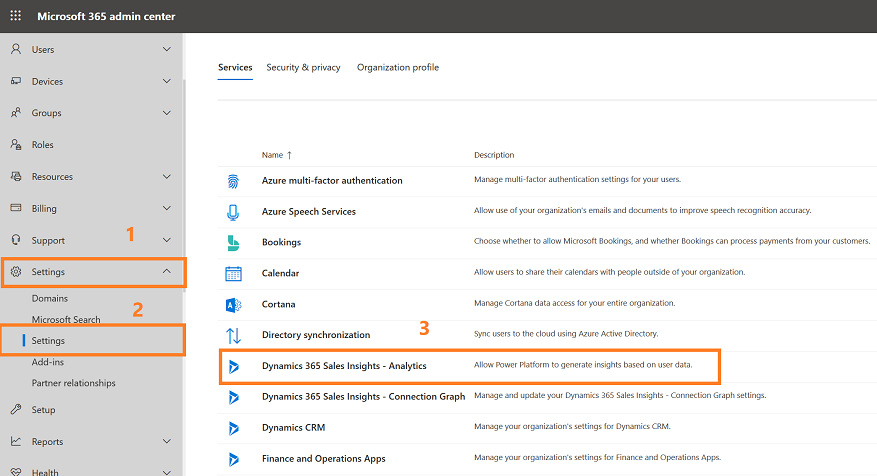 Microsoft 365 admin center
Users
Devices
Groups
Roles
Resources
Billing
1
Support
Settings
Domains
2
Microsoft Search
Settings
Add-ins
Partner relationships
Setup
Reports
Health
Services Security & privacy Organization profile
Name ↑ Description
Azure multi-factor authentication Manage multi-factor authentication settings for your users.
Azure Speech Services Allow use of your organization's emails and documents to improve speech recognition accuracy.
Bookings Choose whether to allow Microsoft Bookings, and whether Bookings can process payments from your customers.
Calendar Allow users to share their calendars with people outside of your organization.
Cortana Manage Cortana data access for your entire organization.
3
Directory synchronization Sync users to the cloud using Azure Active Directory.
Dynamics 365 Sales Insights - Analytics Allow Power Platform to generate insights based on user data.
Dynamics 365 Sales Insights - Connection Graph Manage and update your Dynamics 365 Sales Insights - Connection Graph settings.
Dynamics CRM Manage your organization's settings for Dynamics CRM.
Finance and Operations Apps Manage your organization's settings for Finance and Operations Apps.